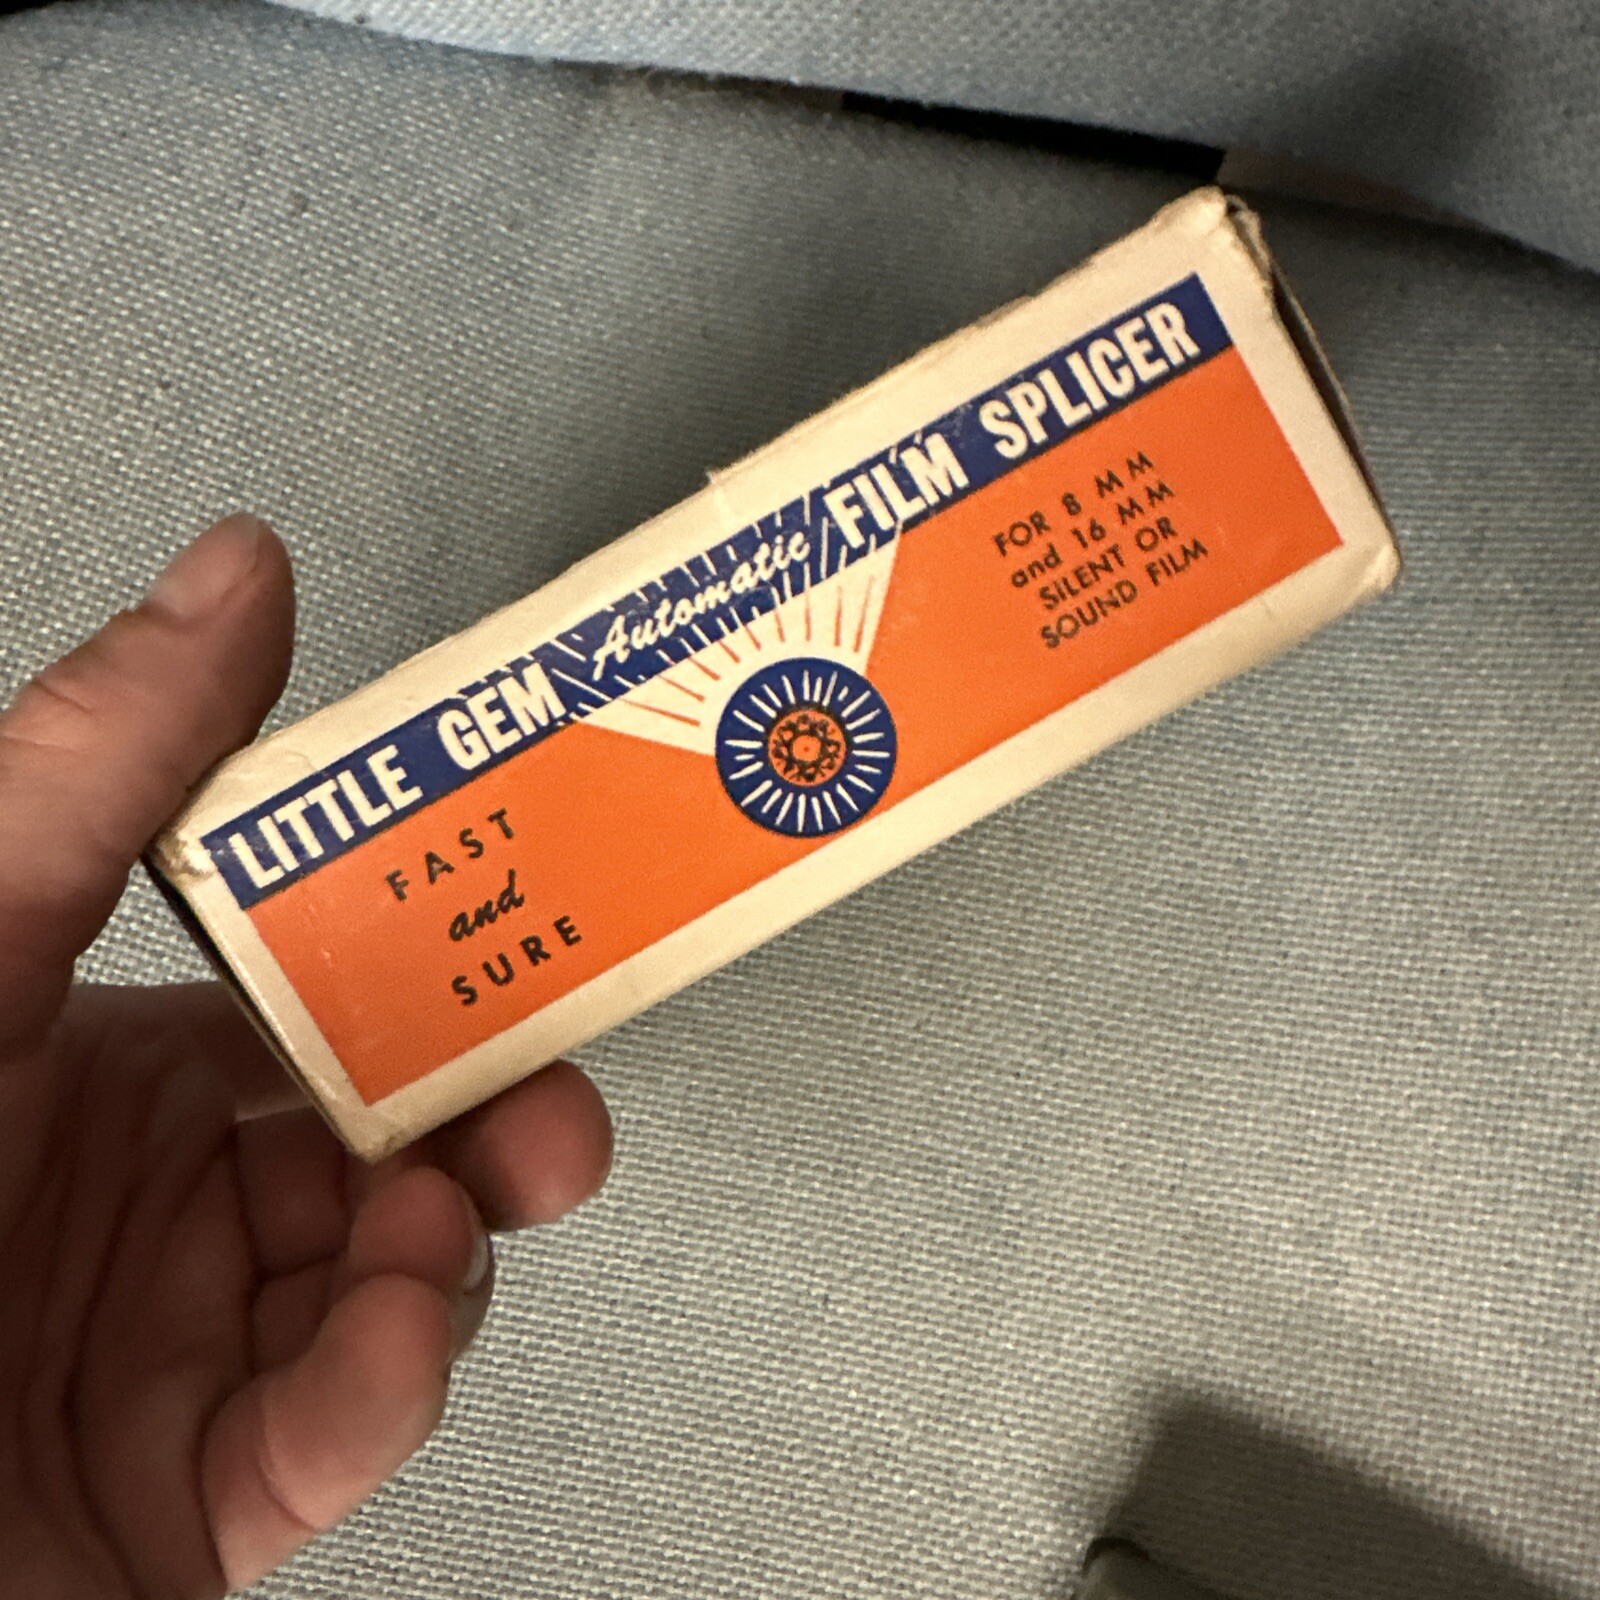 LITTLE GEM Automatic FILM SPLICER
FAST
and
SURE
FOR 8 MM
and 16 MM
SILENT OR
SOUND FILM